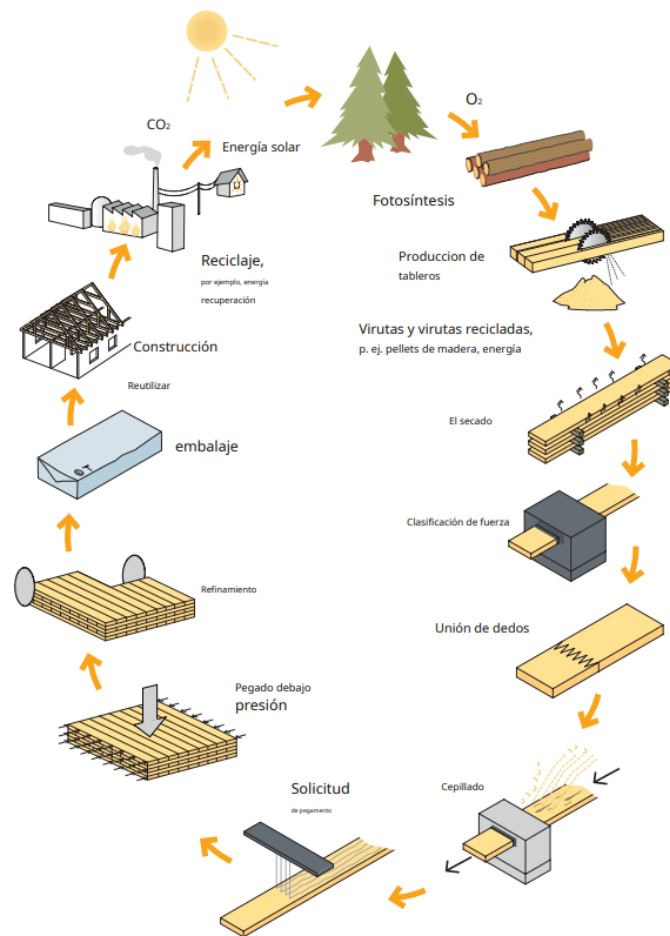 O₂
CO₂
Energía solar
Fotosíntesis
Produccion de
tableros
Reciclaje,
por ejemplo, energía
recuperación
Virutas y virutas recicladas,
p. ej. pellets de madera, energía
Construcción
Reutilizar
El secado
embalaje
Clasificación de fuerza
Refinamiento
Unión de dedos
Pegado debajo
presión
Cepillado
Solicitud
de pegamento